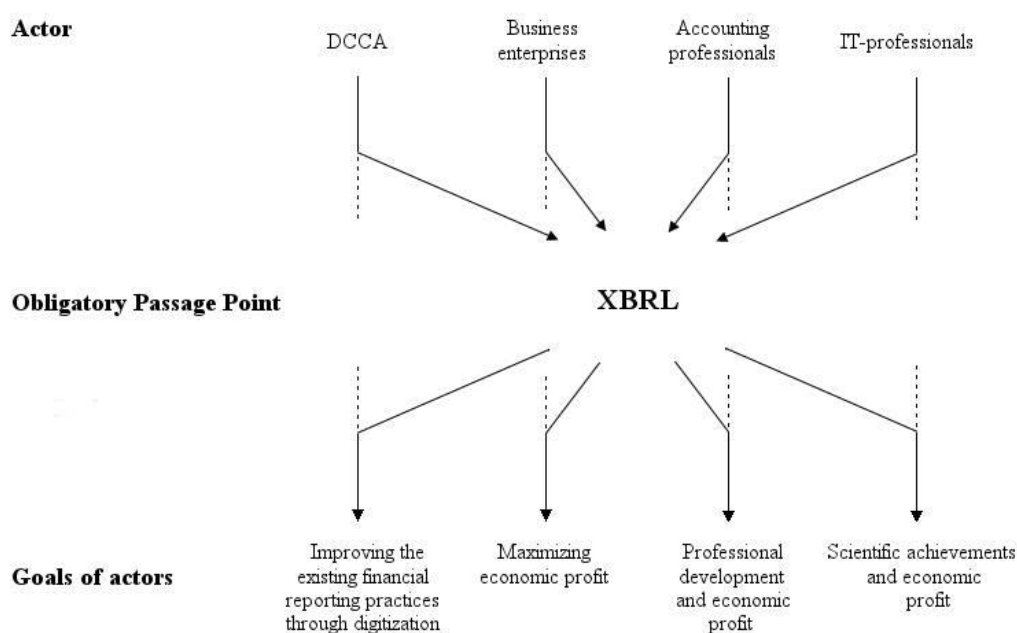 Actor
DCCA
Business
enterprises
Accounting
professionals
IT-professionals
Obligatory Passage Point
XBRL
Goals of actors
Improving the
existing financial
reporting practices
through digitization
Maximizing
economic profit
Professional
development
and economic
profit
Scientific achievements
and economic
profit